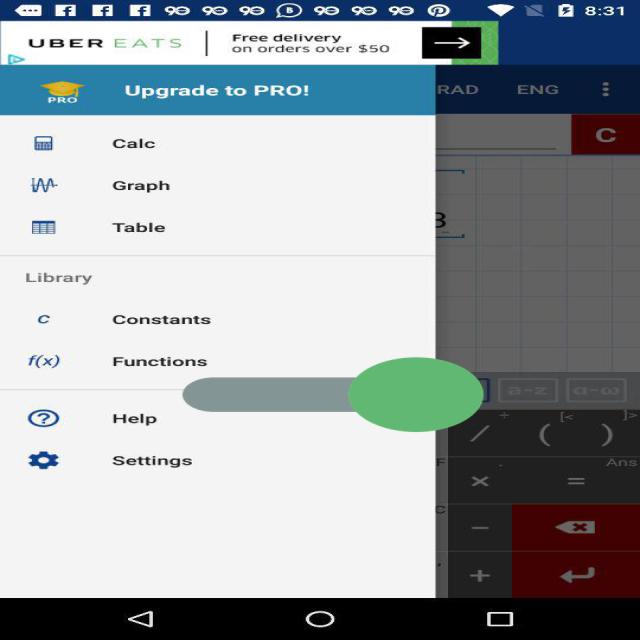 8:31
UBER EATS
Free delivery
on orders over $50
PRO
Upgrade to PRO!
RAD
ENG
Calc
C
Graph
Table
Library
c
Constants
f(x)
Functions
a-z
α-ω
Help
/
÷
(
[<
)
]>
Settings
F
×
=
Ans
C
−
+